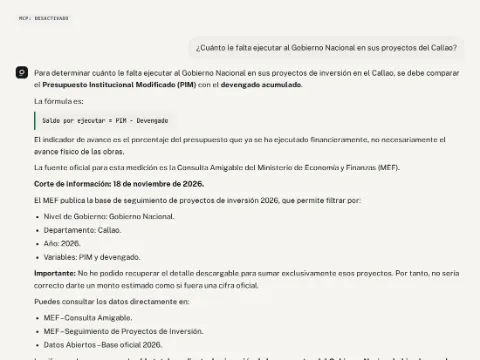 MCP: DESACTIVADO
¿Cuánto le falta ejecutar al Gobierno Nacional en sus proyectos del Callao?
Para determinar cuánto le falta ejecutar al Gobierno Nacional en sus proyectos de inversión en el Callao, se debe comparar
el Presupuesto Institucional Modificado (PIM) con el devengado acumulado.
La fórmula es:
Saldo por ejecutar = PIM - Devengado
El indicador de avance es el porcentaje del presupuesto que ya se ha ejecutado financieramente, no necesariamente el
avance físico de las obras.
La fuente oficial para esta medición es la Consulta Amigable del Ministerio de Economía y Finanzas (MEF).
Corte de información: 18 de noviembre de 2026.
El MEF publica la base de seguimiento de proyectos de inversión 2026, que permite filtrar por:
• Nivel de Gobierno: Gobierno Nacional.
• Departamento: Callao.
• Año: 2026.
• Variables: PIM y devengado.
Importante: No he podido recuperar el detalle descargable para sumar exclusivamente esos proyectos. Por tanto, no sería
correcto darte un monto estimado como si fuera una cifra oficial.
Puedes consultar los datos directamente en:
• MEF – Consulta Amigable.
• MEF – Seguimiento de Proyectos de Inversión.
• Datos Abiertos – Base oficial 2026.